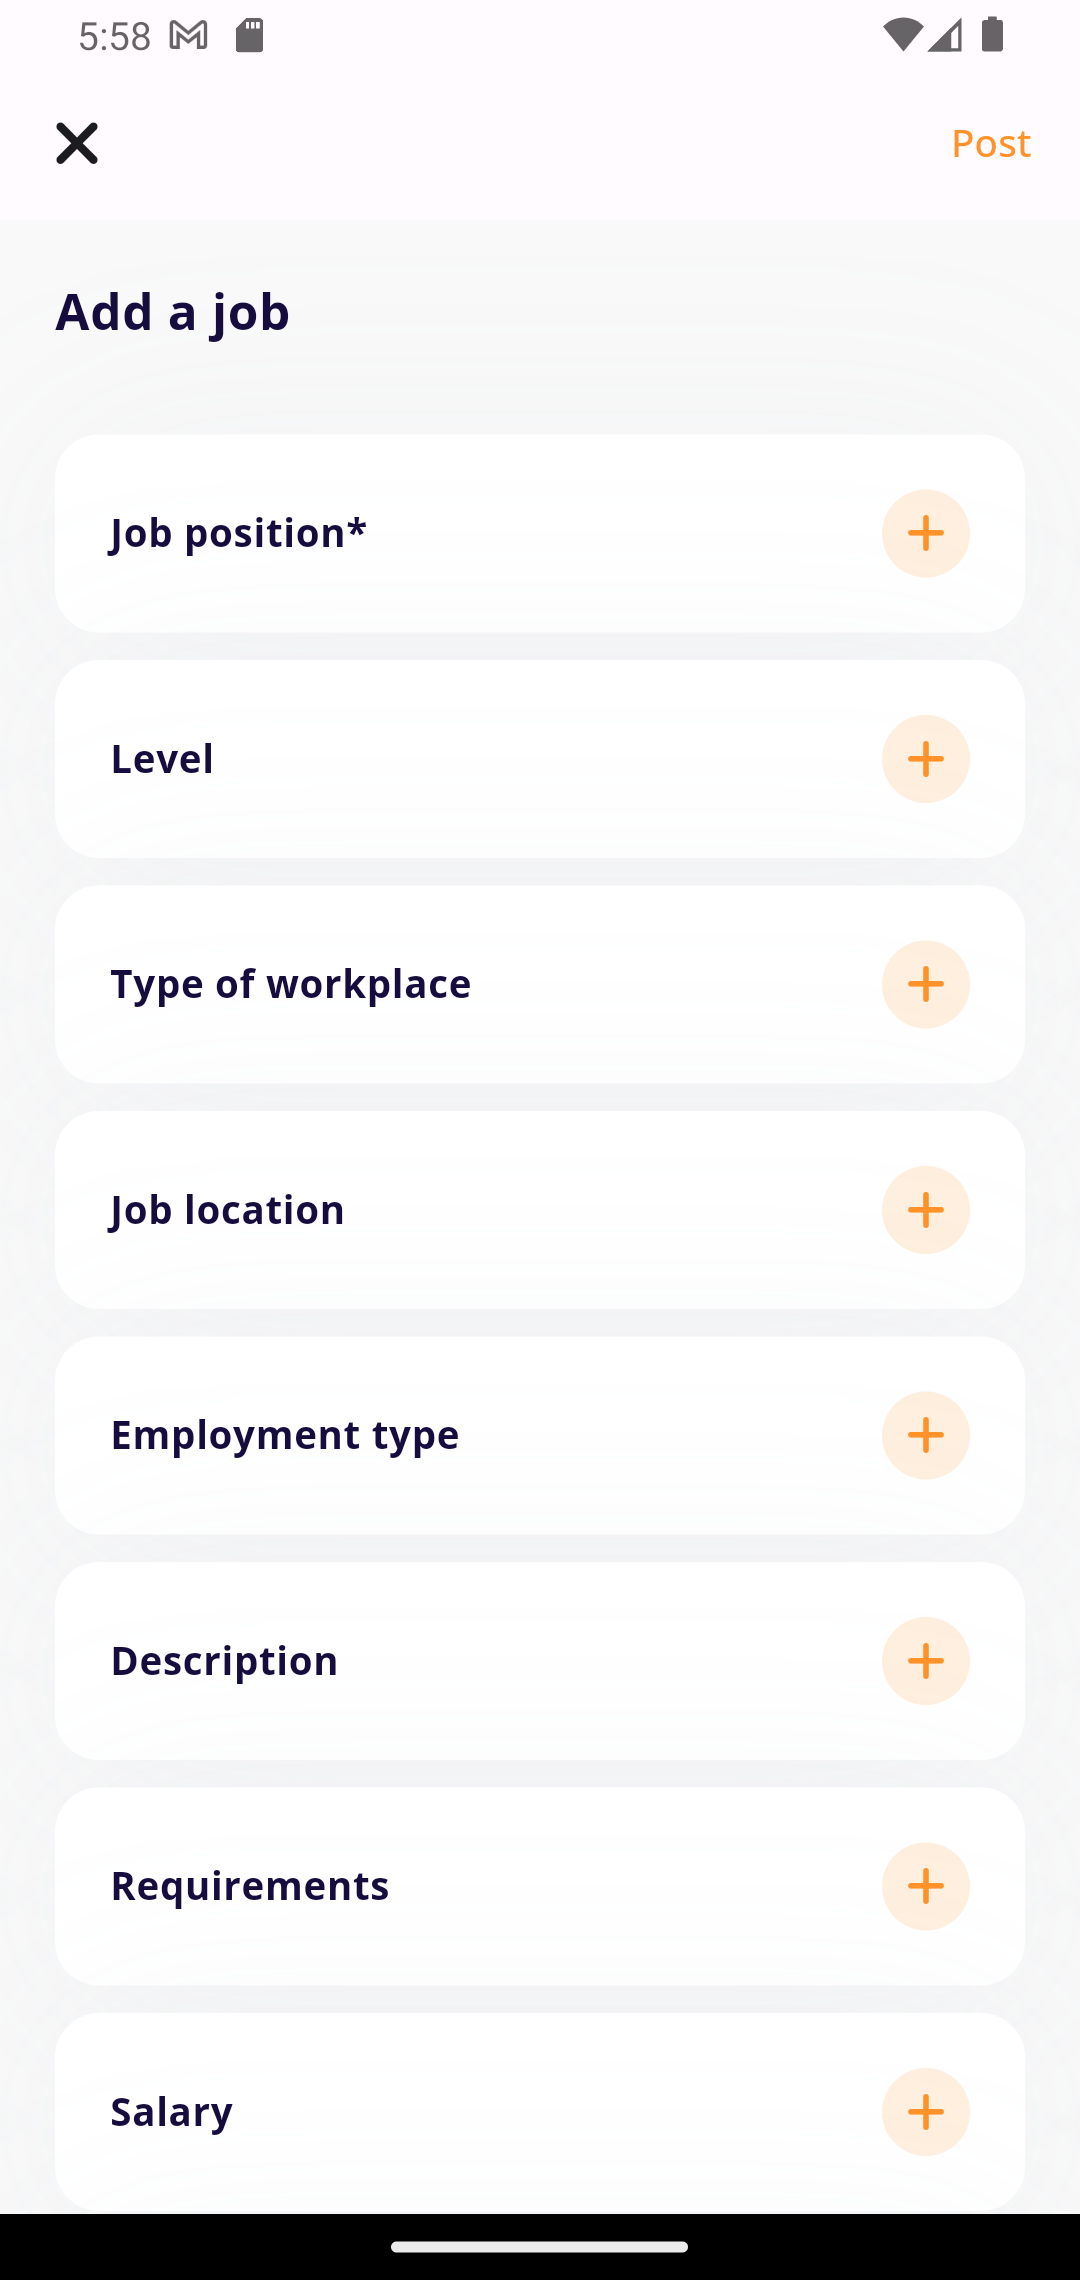 5:58
Post
Add a job
Job position*
Level
Type of workplace
Job location
Employment type
Description
Requirements
Salary